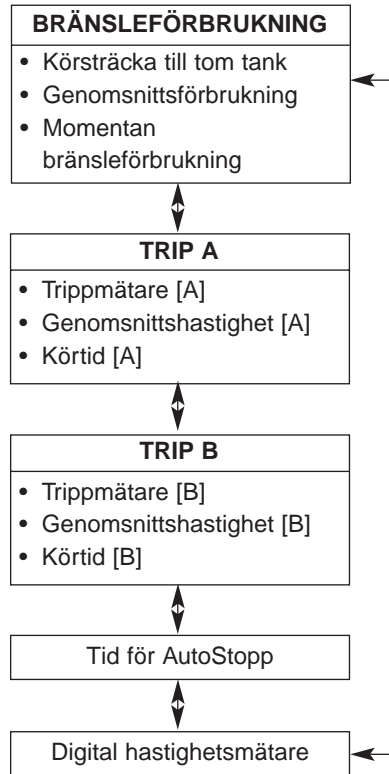 BRÄNSLEFÖRBRUKNING
• Körsträcka till tom tank
• Genomsnittsförbrukning
• Momentan
bränsleförbrukning
TRIP A
• Trippmätare [A]
• Genomsnittshastighet [A]
• Körtid [A]
TRIP B
• Trippmätare [B]
• Genomsnittshastighet [B]
• Körtid [B]
Tid för AutoStopp
Digital hastighetsmätare